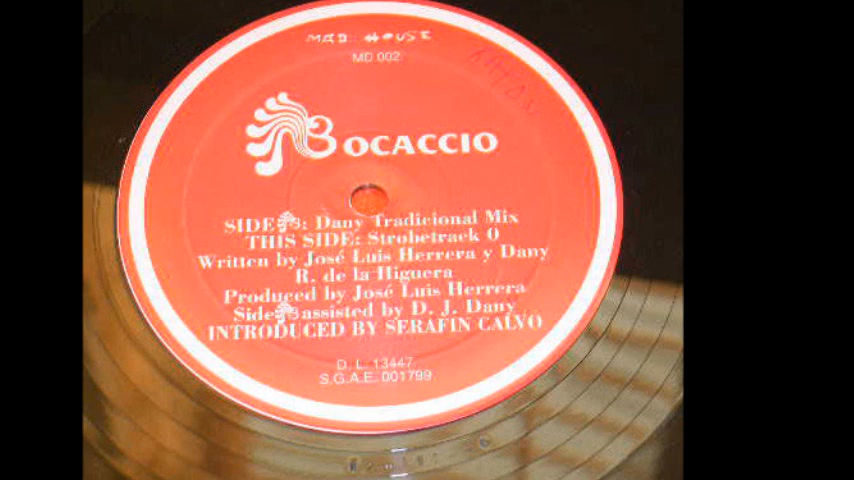 MAD HOUSE
MD 002
BOCACCIO
SIDE B: Dany Tradicional Mix
THIS SIDE: Strobetrack 0
Written by José Luis Herrera y Dany
R. de la Higuera
Produced by José Luis Herrera
Side B assisted by D. J. Dany
INTRODUCED BY SERAFIN CALVO
D. L. 13447
S.G.A.E. 001799